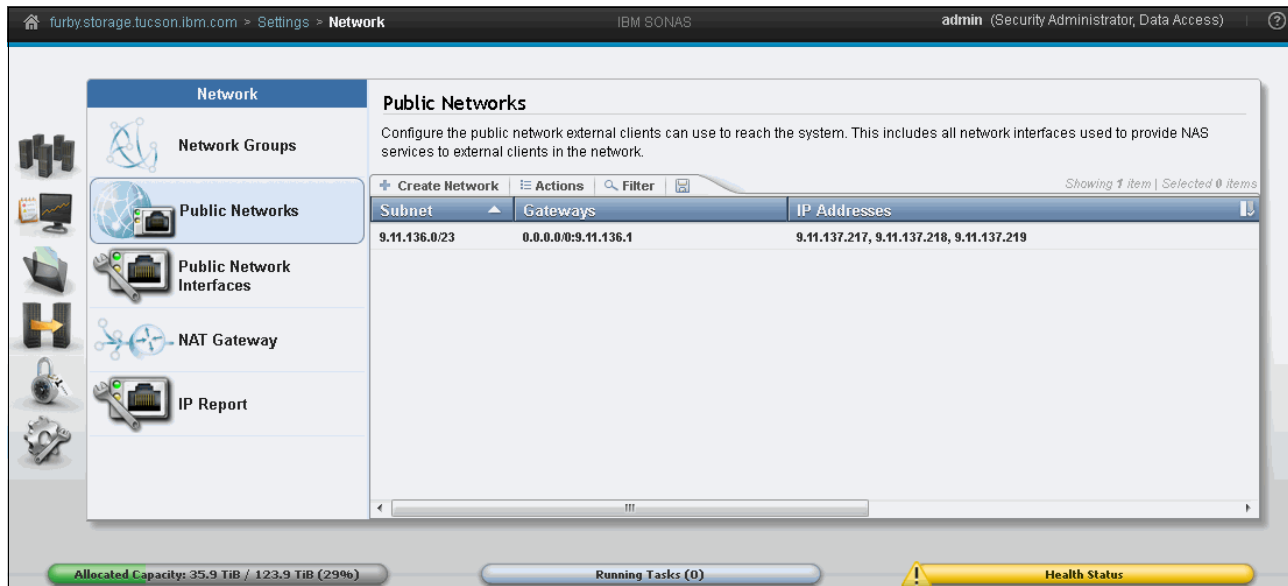 furby.storage.tucson.ibm.com > Settings > Network
IBM SONAS
admin (Security Administrator, Data Access)
?
Network
Network Groups
Public Networks
Public Network
Interfaces
NAT Gateway
IP Report
Public Networks
Configure the public network external clients can use to reach the system. This includes all network interfaces used to provide NAS
services to external clients in the network.
Create Network
Actions
Filter
Showing 1 item | Selected 0 items
Subnet
Gateways
IP Addresses
9.11.136.0/23
0.0.0.0/0:9.11.136.1
9.11.137.217, 9.11.137.218, 9.11.137.219
Allocated Capacity: 35.9 TiB / 123.9 TiB (29%)
Running Tasks (0)
Health Status